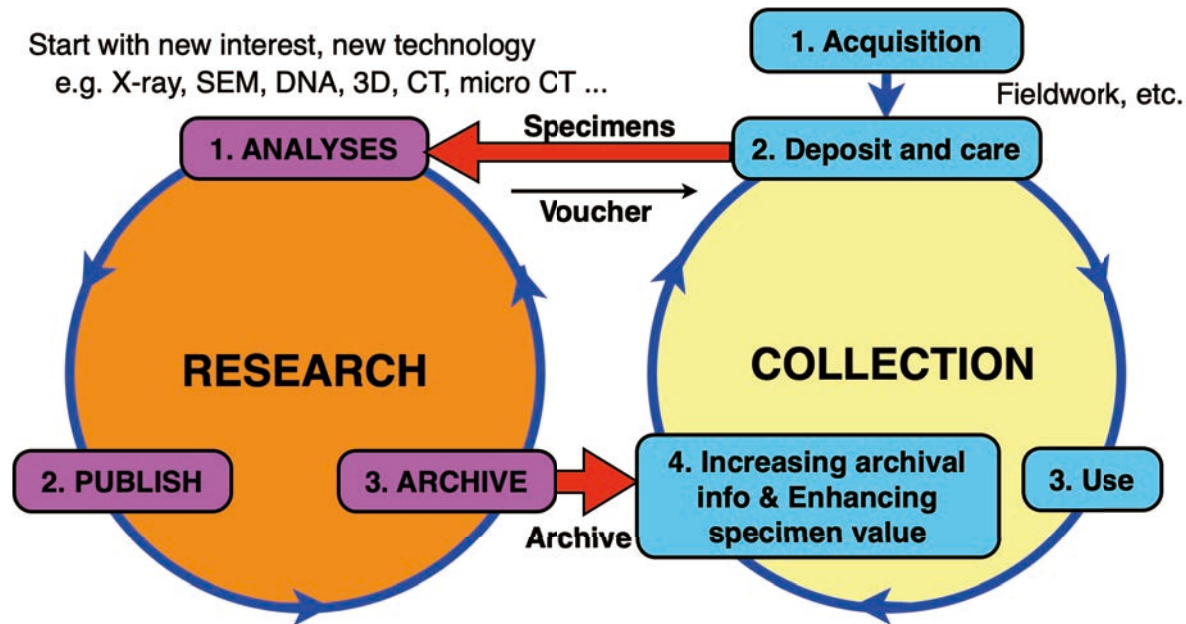 Start with new interest, new technology
e.g. X-ray, SEM, DNA, 3D, CT, micro CT ...
1. Acquisition
Fieldwork, etc.
1. ANALYSES
Specimens
2. Deposit and care
Voucher
RESEARCH
COLLECTION
2. PUBLISH
3. ARCHIVE
Archive
4. Increasing archival
info & Enhancing
specimen value
3. Use